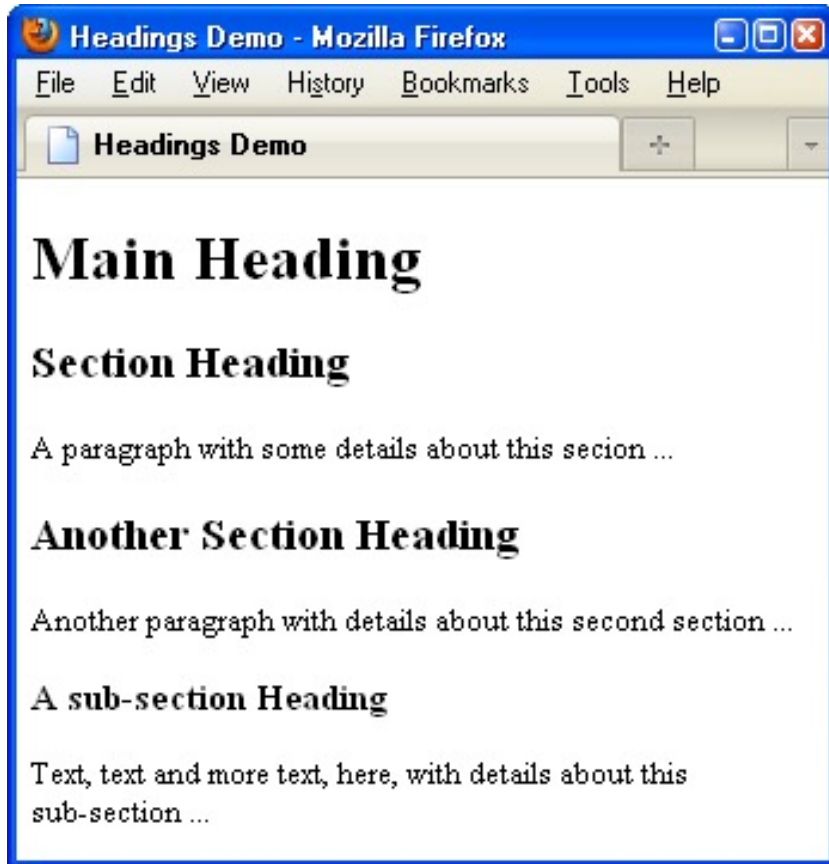 Headings Demo - Mozilla Firefox
File Edit View History Bookmarks Tools Help
Headings Demo
Main Heading
Section Heading
A paragraph with some details about this secion ...
Another Section Heading
Another paragraph with details about this second section ...
A sub-section Heading
Text, text and more text, here, with details about this
sub-section ...